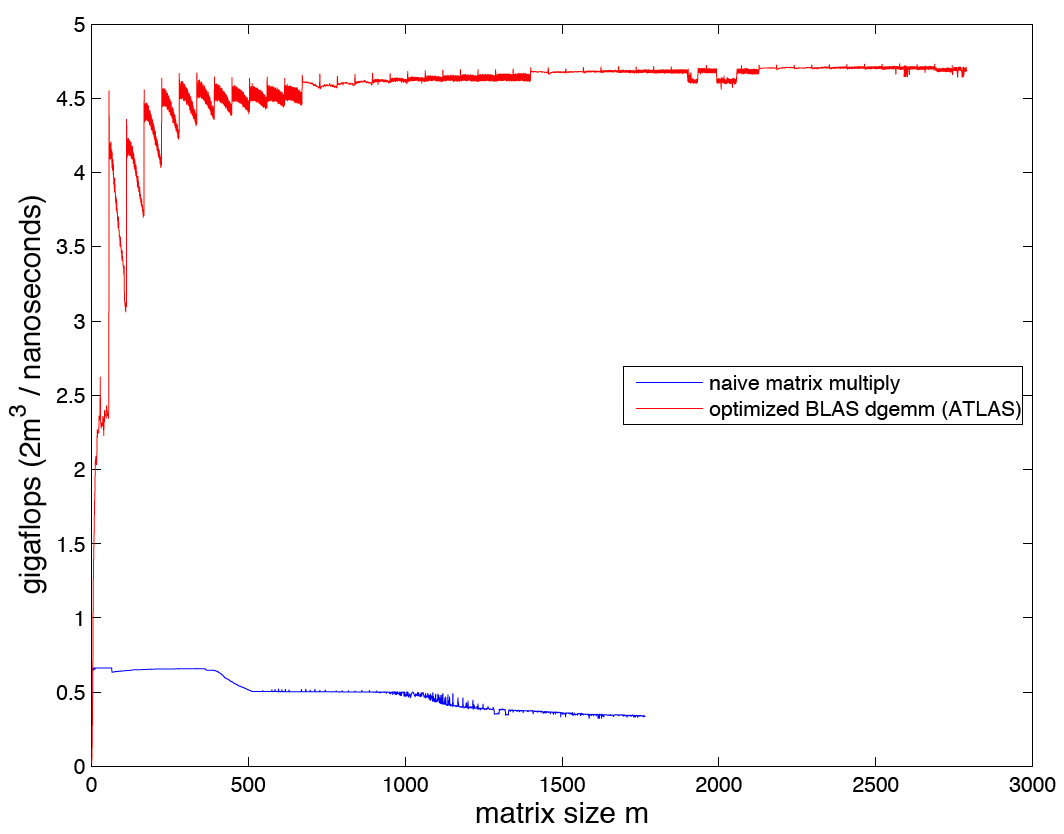 5
4.5
4
3.5
3
2.5
2
1.5
1
0.5
0
gigaflops (2m³ / nanoseconds)
naive matrix multiply
optimized BLAS dgemm (ATLAS)
0 500 1000 1500 2000 2500 3000
matrix size m